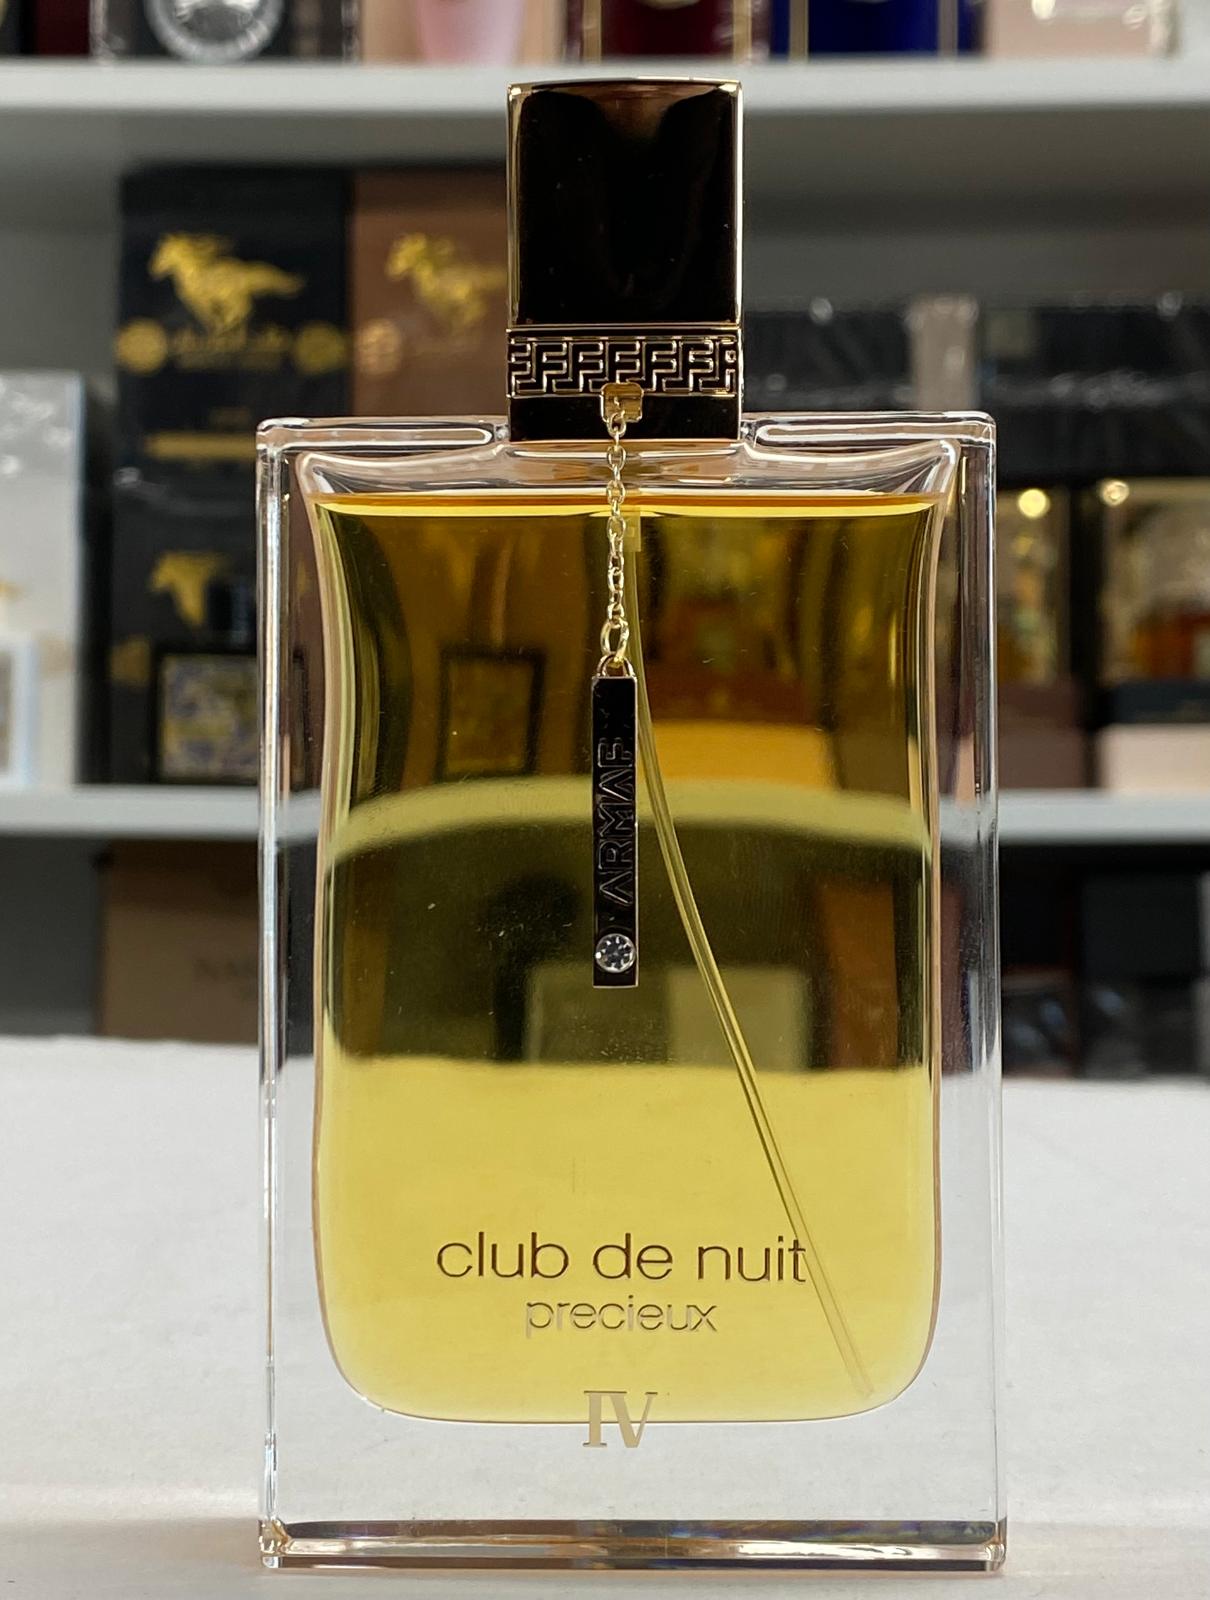 ARMAF
club de nuit
precieux
IV